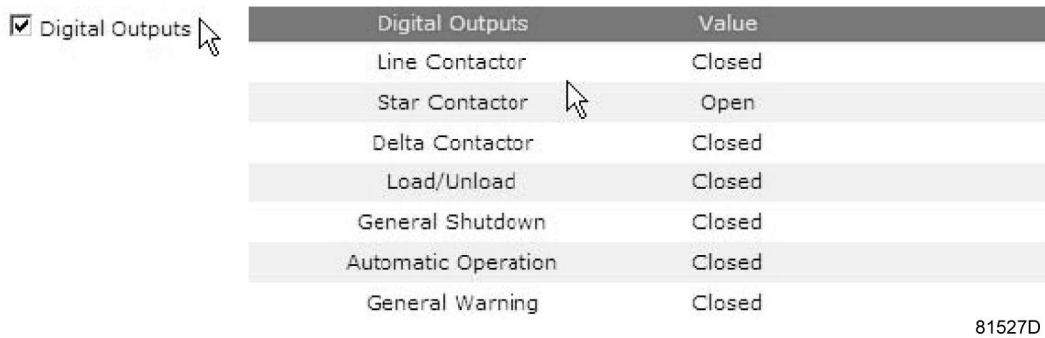 Digital Outputs
Digital Outputs Value
Line Contactor Closed
Star Contactor Open
Delta Contactor Closed
Load/Unload Closed
General Shutdown Closed
Automatic Operation Closed
General Warning Closed
81527D